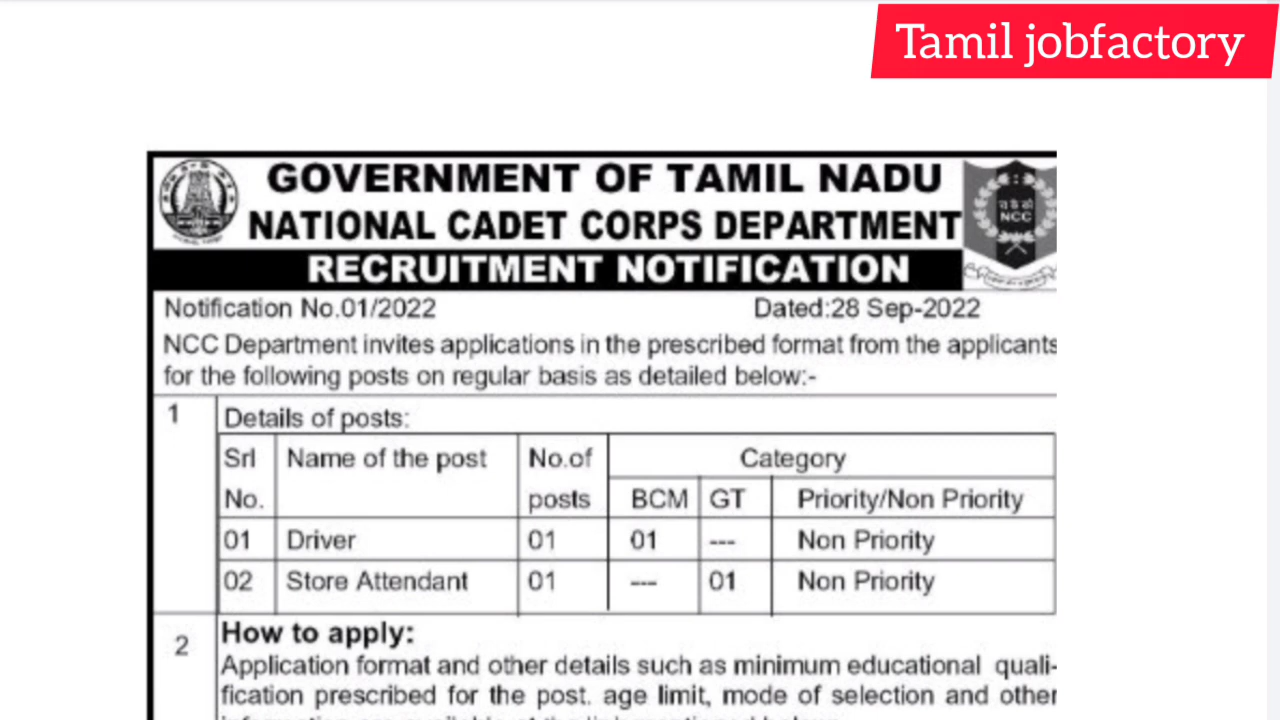 Tamil jobfactory
GOVERNMENT OF TAMIL NADU
NATIONAL CADET CORPS DEPARTMENT
NCC
RECRUITMENT NOTIFICATION
Notification No.01/2022 Dated:28 Sep-2022
NCC Department invites applications in the prescribed format from the applicants
for the following posts on regular basis as detailed below:-
1 Details of posts:
Srl Name of the post No.of Category
No. posts BCM GT Priority/Non Priority
01 Driver 01 01 --- Non Priority
02 Store Attendant 01 --- 01 Non Priority
2 How to apply:
Application format and other details such as minimum educational quali-
fication prescribed for the post. age limit, mode of selection and other